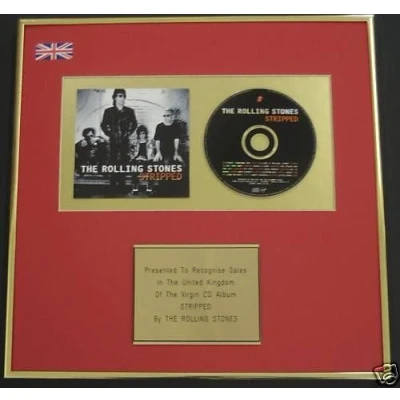 THE ROLLING STONES
STRIPPED
THE ROLLING STONES
STRIPPED
Presented To Recognise Sales
In The United Kingdom
Of The Virgin CD Album
STRIPPED
By THE ROLLING STONES